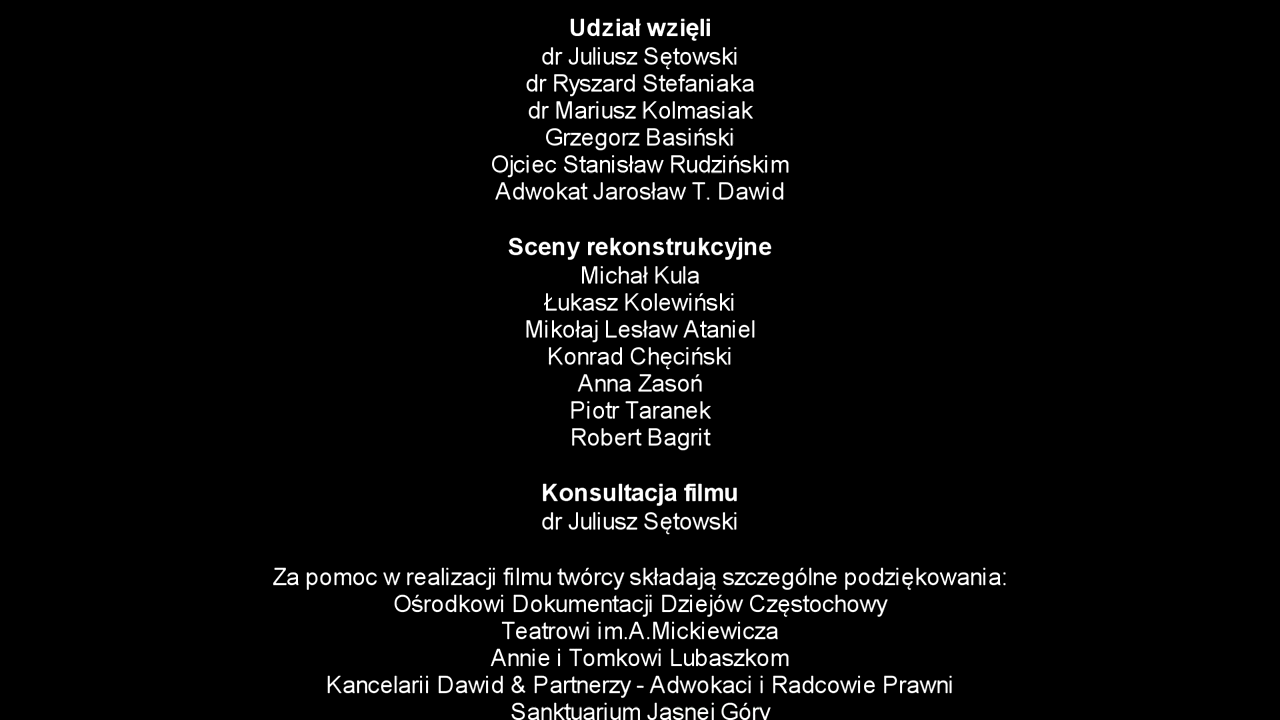 Udział wzięli
dr Juliusz Sętowski
dr Ryszard Stefaniaka
dr Mariusz Kolmasiak
Grzegorz Basiński
Ojciec Stanisław Rudzińskim
Adwokat Jarosław T. Dawid
Sceny rekonstrukcyjne
Michał Kula
Łukasz Kolewiński
Mikołaj Lesław Ataniel
Konrad Chęciński
Anna Zasoń
Piotr Taranek
Robert Bagrit
Konsultacja filmu
dr Juliusz Sętowski
Za pomoc w realizacji filmu twórcy składają szczególne podziękowania:
Ośrodkowi Dokumentacji Dziejów Częstochowy
Teatrowi im.A.Mickiewicza
Annie i Tomkowi Lubaszkom
Kancelarii Dawid & Partnerzy - Adwokaci i Radcowie Prawni
Sanktuarium Jasnej Góry